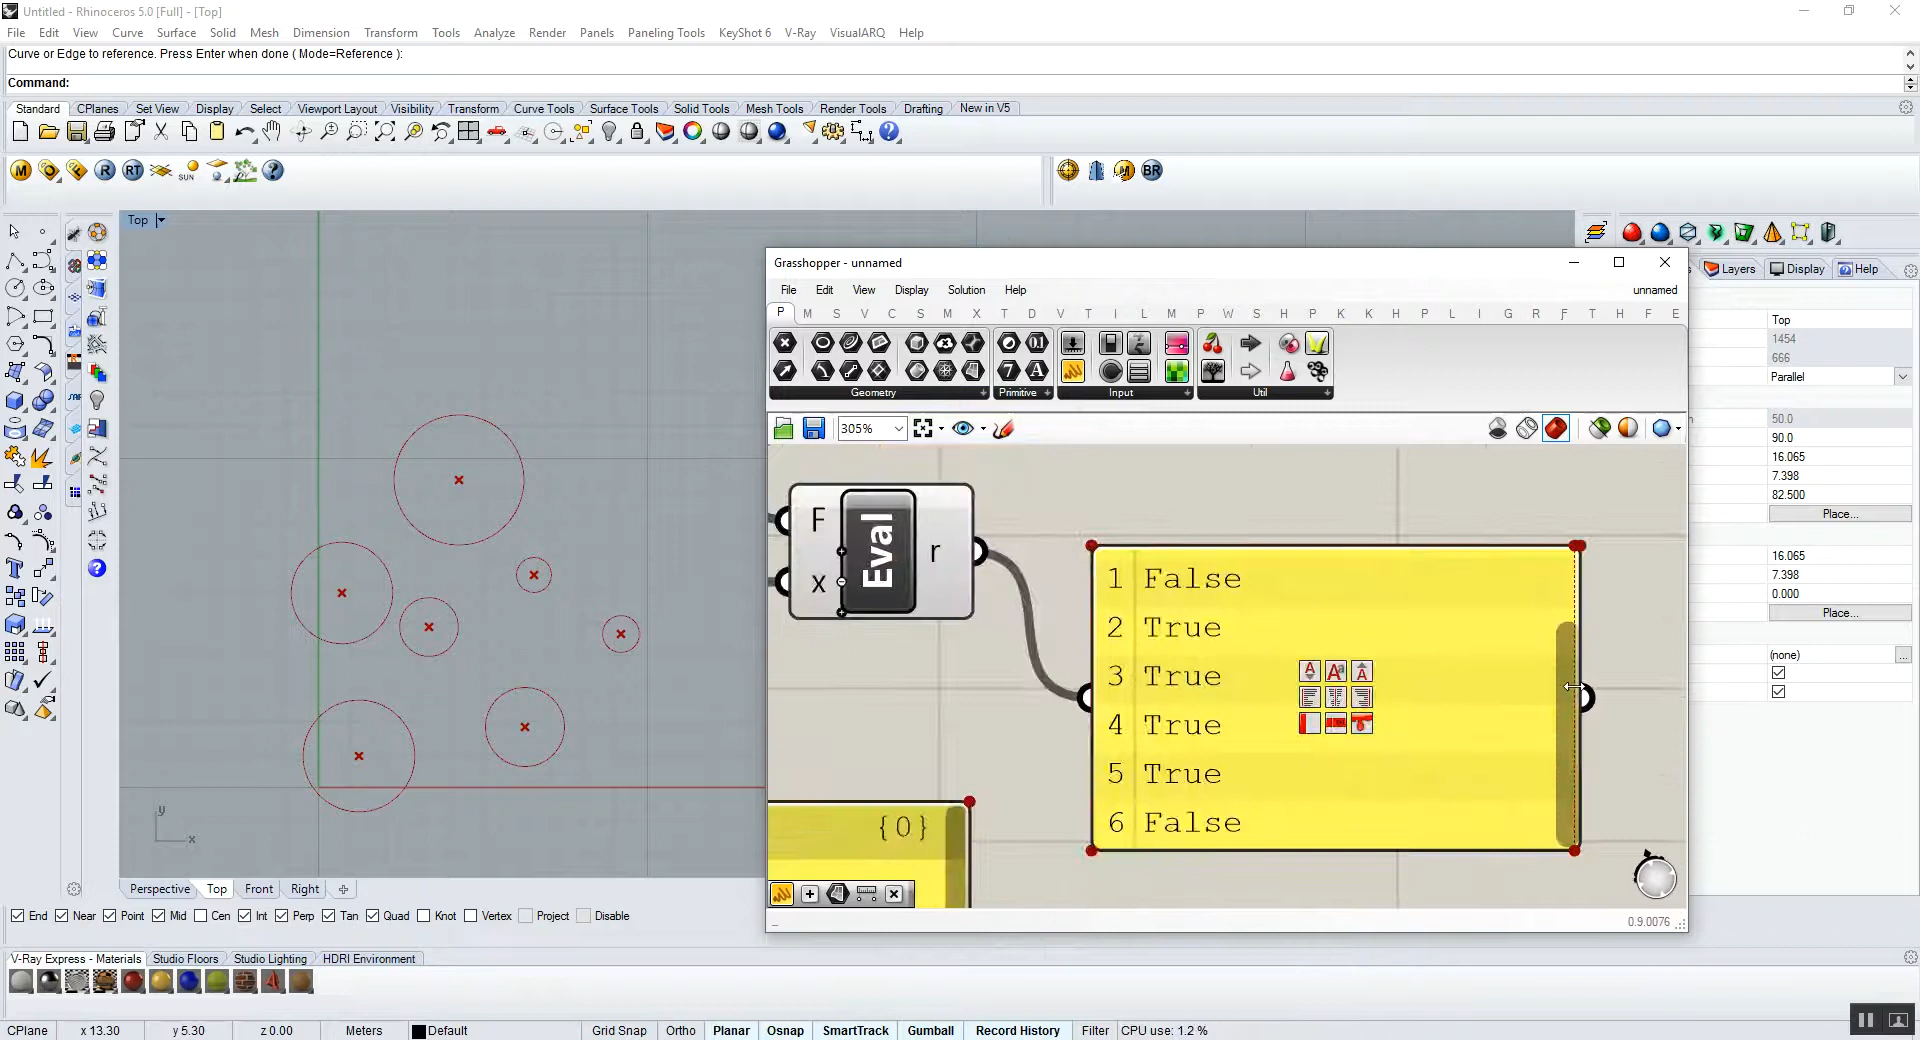 Untitled - Rhinoceros 5.0 [Full] - [Top]
File Edit View Curve Surface Solid Mesh Dimension Transform Tools Analyze Render Panels Paneling Tools KeyShot 6 V-Ray VisualARQ Help
Curve or Edge to reference. Press Enter when done ( Mode=Reference ):
Command:
Standard CPlanes Set View Display Select Viewport Layout Visibility Transform Curve Tools Surface Tools Solid Tools Mesh Tools Render Tools Drafting New in V5
M R RT SUN BR
Top
Layers Display Help
Grasshopper - unnamed
File Edit View Display Solution Help unnamed
P M S V C S M X T D V T I L M P W S H P K H P L I R F T H F E
Geometry Primitive Input Util
305%
F
x
Eval
r
1 False
2 True
3 True
4 True
5 True
6 False
{0}
0.9.0076
Top
1454
666
Parallel
50.0
90.0
16.065
7.398
82.500
Place...
16.065
7.398
0.000
Place...
(none) ...
y
x
Perspective Top Front Right
End Near Point Mid Cen Int Perp Tan Quad Knot Vertex Project Disable
V-Ray Express - Materials Studio Floors Studio Lighting HDRI Environment
CPlane x 13.30 y 5.30 z 0.00 Meters Default Grid Snap Ortho Planar Osnap SmartTrack Gumball Record History Filter CPU use: 1.2 %